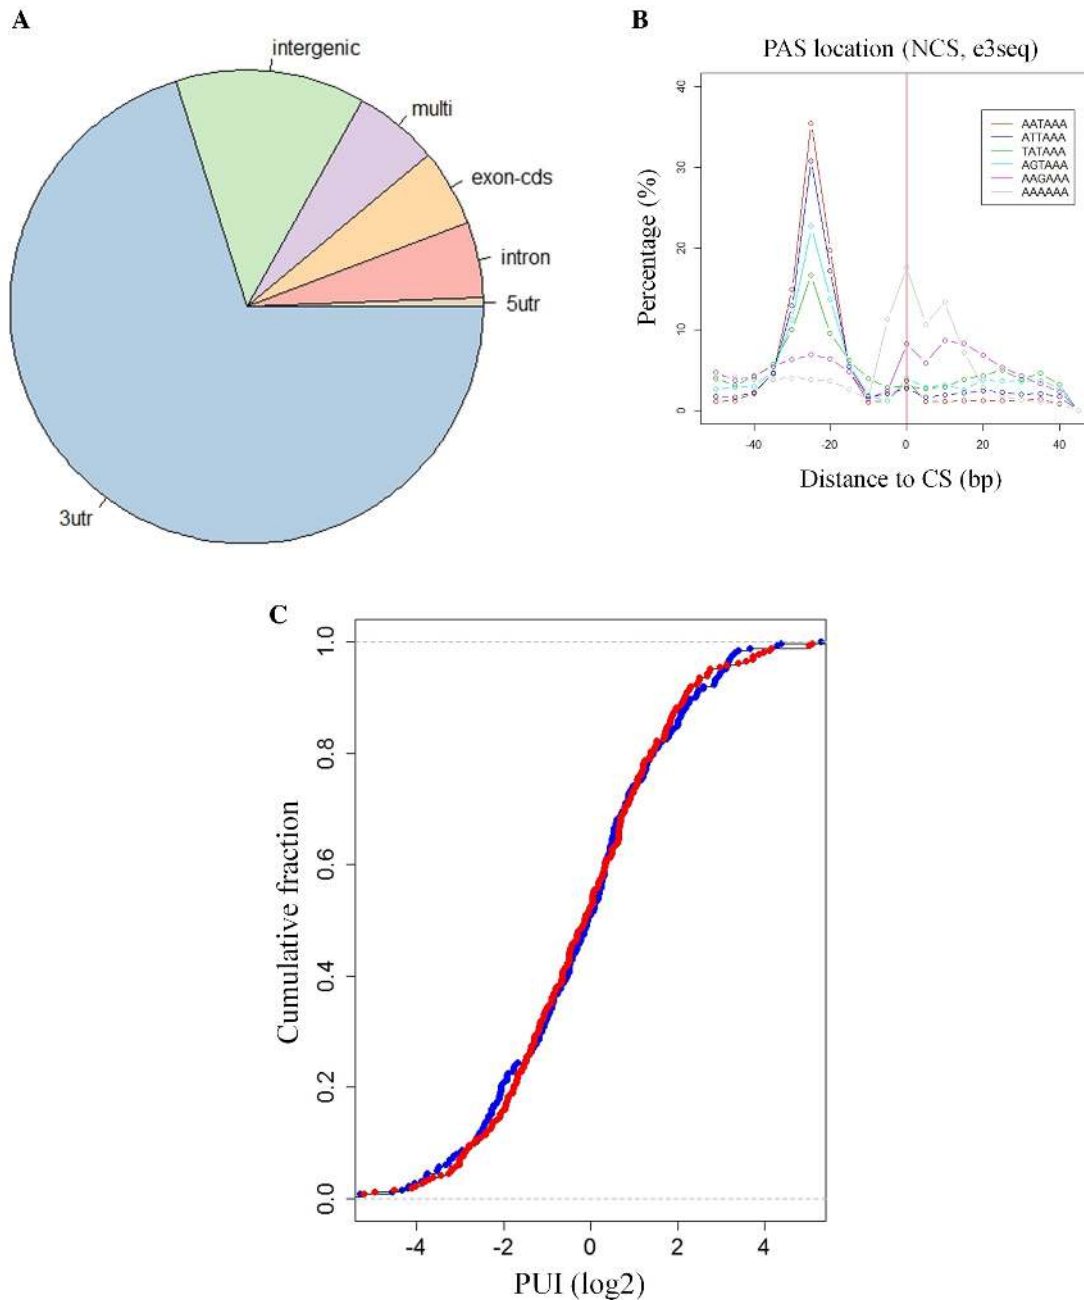 A
intergenic
multi
exon-cds
intron
5utr
3utr
B
PAS location (NCS, e3seq)
Percentage (%)
40
30
20
10
0
AATAAA
ATTAAA
TATAAA
AGTAAA
AAGAAA
AAAAAA
-40 -20 0 20 40
Distance to CS (bp)
C
Cumulative fraction
1.0
0.8
0.6
0.4
0.2
0.0
-4 -2 0 2 4
PUI (log2)